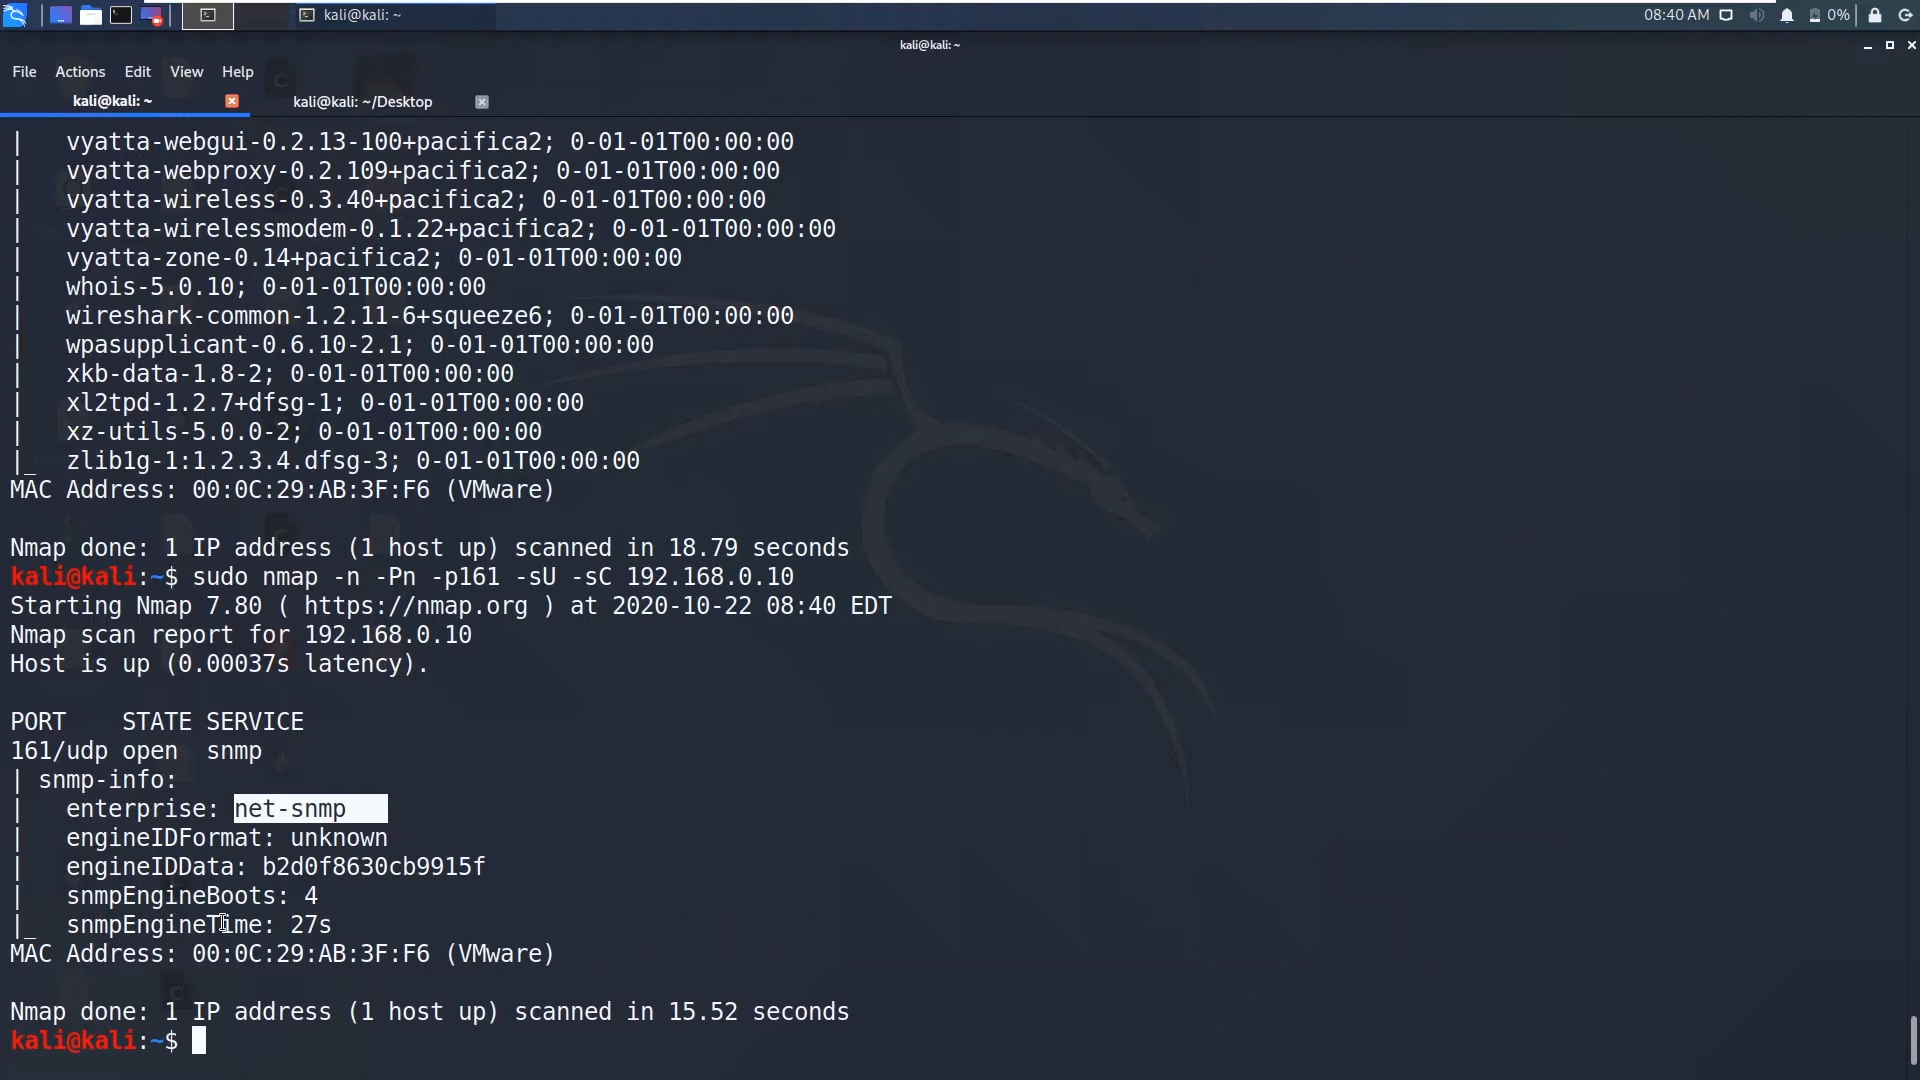 kali@kali: ~
08:40 AM
0%
kali@kali: ~
File Actions Edit View Help
kali@kali: ~
kali@kali: ~/Desktop
|   vyatta-webgui-0.2.13-100+pacifica2; 0-01-01T00:00:00
|   vyatta-webproxy-0.2.109+pacifica2; 0-01-01T00:00:00
|   vyatta-wireless-0.3.40+pacifica2; 0-01-01T00:00:00
|   vyatta-wirelessmodem-0.1.22+pacifica2; 0-01-01T00:00:00
|   vyatta-zone-0.14+pacifica2; 0-01-01T00:00:00
|   whois-5.0.10; 0-01-01T00:00:00
|   wireshark-common-1.2.11-6+squeeze6; 0-01-01T00:00:00
|   wpasupplicant-0.6.10-2.1; 0-01-01T00:00:00
|   xkb-data-1.8-2; 0-01-01T00:00:00
|   xl2tpd-1.2.7+dfsg-1; 0-01-01T00:00:00
|   xz-utils-5.0.0-2; 0-01-01T00:00:00
|_  zlib1g-1:1.2.3.4.dfsg-3; 0-01-01T00:00:00
MAC Address: 00:0C:29:AB:3F:F6 (VMware)
Nmap done: 1 IP address (1 host up) scanned in 18.79 seconds
kali@kali:~$ sudo nmap -n -Pn -p161 -sU -sC 192.168.0.10
Starting Nmap 7.80 ( https://nmap.org ) at 2020-10-22 08:40 EDT
Nmap scan report for 192.168.0.10
Host is up (0.00037s latency).
PORT    STATE SERVICE
161/udp open  snmp
| snmp-info:
|   enterprise: net-snmp
|   engineIDFormat: unknown
|   engineIDData: b2d0f8630cb9915f
|   snmpEngineBoots: 4
|_  snmpEngineTime: 27s
MAC Address: 00:0C:29:AB:3F:F6 (VMware)
Nmap done: 1 IP address (1 host up) scanned in 15.52 seconds
kali@kali:~$